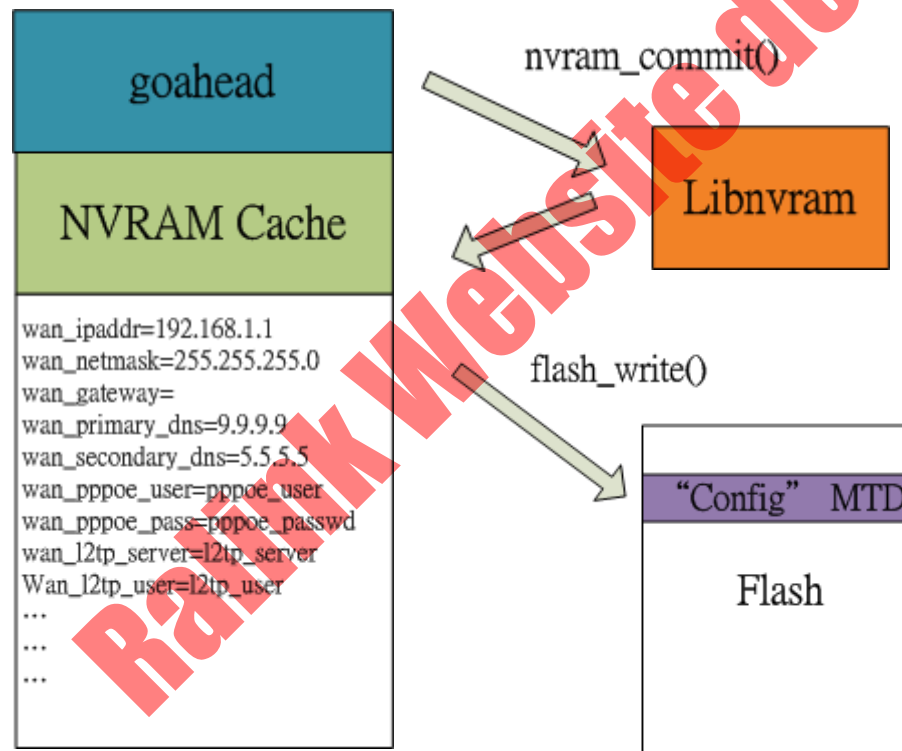 goahead
NVRAM Cache
wan_ipaddr=192.168.1.1
wan_netmask=255.255.255.0
wan_gateway=
wan_primary_dns=9.9.9.9
wan_secondary_dns=5.5.5.5
wan_pppoe_user=pppoe_user
wan_pppoe_pass=pppoe_passwd
wan_l2tp_server=l2tp_server
Wan_l2tp_user=l2tp_user
…
…
…
nvram_commit()
Libnvram
flash_write()
“Config” MTD
Flash
Ralink Website